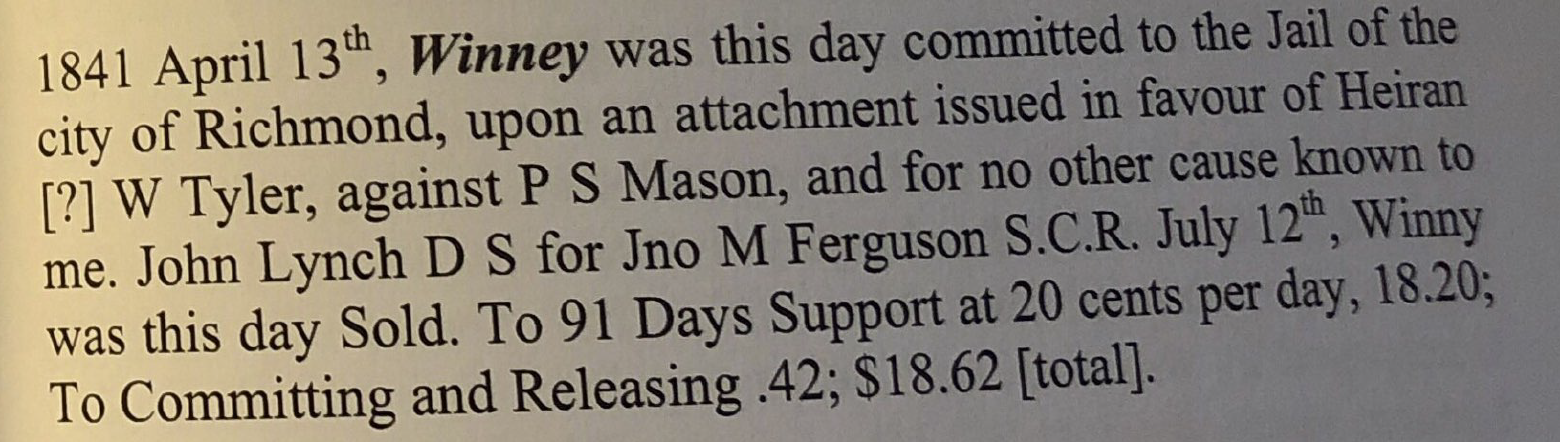 1841 April 13th, Winney was this day committed to the Jail of the
city of Richmond, upon an attachment issued in favour of Heiran
[?] W Tyler, against P S Mason, and for no other cause known to
me. John Lynch D S for Jno M Ferguson S.C.R. July 12th, Winny
was this day Sold. To 91 Days Support at 20 cents per day, 18.20;
To Committing and Releasing .42; $18.62 [total].